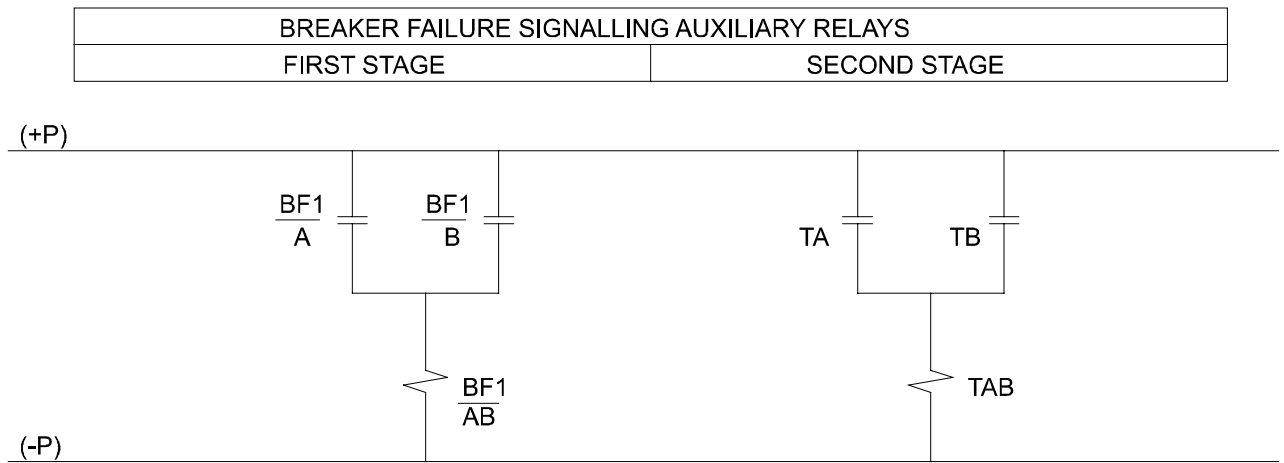 BREAKER FAILURE SIGNALLING AUXILIARY RELAYS
FIRST STAGE SECOND STAGE
(+P)
BF1 BF1
A B TA TB
BF1 TAB
AB
(-P)